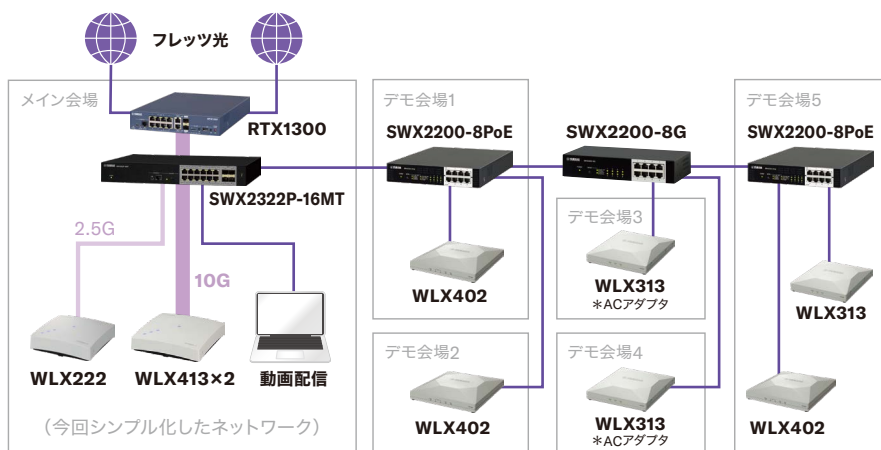 フレッツ光
メイン会場
RTX1300
SWX2322P-16MT
2.5G
10G
WLX222
WLX413×2
動画配信
(今回シンプル化したネットワーク)
デモ会場1
SWX2200-8PoE
WLX402
デモ会場2
WLX402
SWX2200-8G
デモ会場3
WLX313
*ACアダプタ
デモ会場4
WLX313
*ACアダプタ
デモ会場5
SWX2200-8PoE
WLX313
WLX402